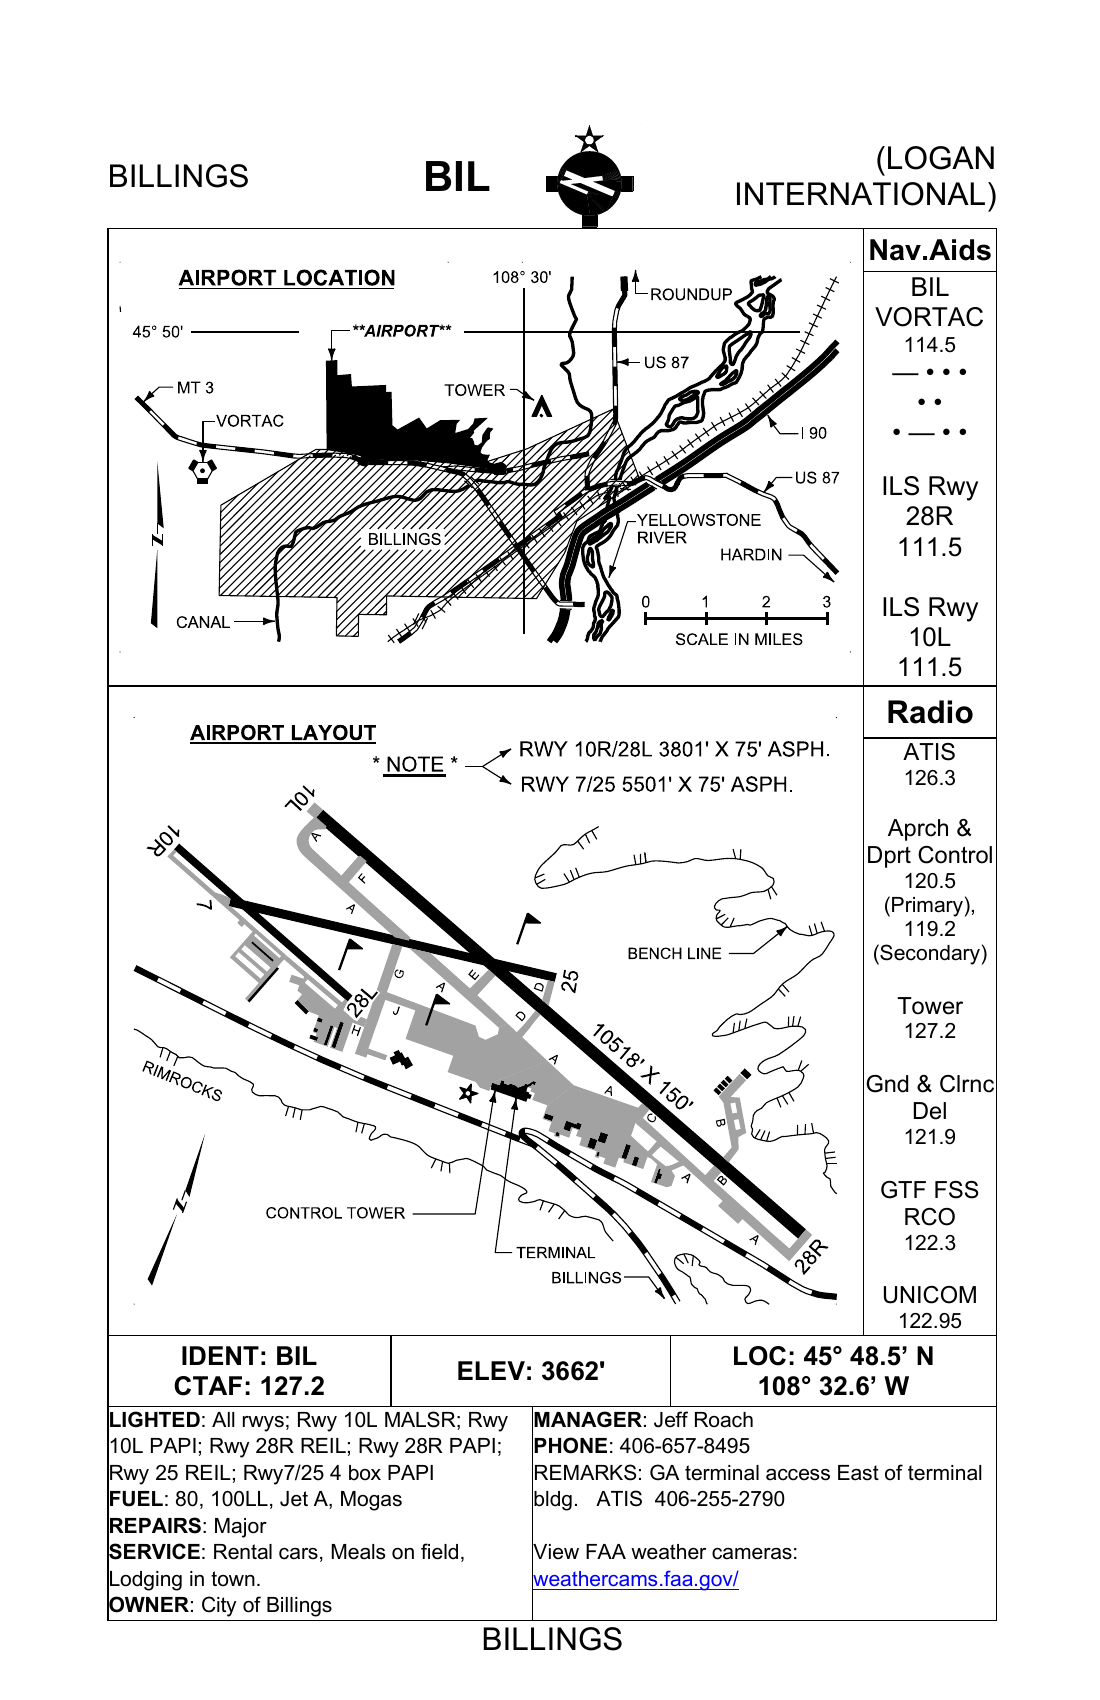 BILLINGS
BIL
(LOGAN
INTERNATIONAL)
AIRPORT LOCATION
108° 30'
ROUNDUP
45° 50'
**AIRPORT**
US 87
MT 3
TOWER
VORTAC
I 90
US 87
N
BILLINGS
YELLOWSTONE
RIVER
HARDIN
CANAL
0 1 2 3
SCALE IN MILES
Nav.Aids
BIL
VORTAC
114.5
— • • •
• •
• — • •
ILS Rwy
28R
111.5
ILS Rwy
10L
111.5
AIRPORT LAYOUT
* NOTE *
RWY 10R/28L 3801' X 75' ASPH.
RWY 7/25 5501' X 75' ASPH.
10L
10R
A
F
7
A
BENCH LINE
G
E
A
D
25
28L
J
D
H
10518' X 150'
A
RIMROCKS
A
C
B
A
B
N
CONTROL TOWER
A
28R
TERMINAL
BILLINGS
Radio
ATIS
126.3
Aprch &
Dprt Control
120.5
(Primary),
119.2
(Secondary)
Tower
127.2
Gnd & Clrnc
Del
121.9
GTF FSS
RCO
122.3
UNICOM
122.95
IDENT: BIL
CTAF: 127.2
ELEV: 3662'
LOC: 45° 48.5’ N
108° 32.6’ W
LIGHTED: All rwys; Rwy 10L MALSR; Rwy
10L PAPI; Rwy 28R REIL; Rwy 28R PAPI;
Rwy 25 REIL; Rwy7/25 4 box PAPI
FUEL: 80, 100LL, Jet A, Mogas
REPAIRS: Major
SERVICE: Rental cars, Meals on field,
Lodging in town.
OWNER: City of Billings
MANAGER: Jeff Roach
PHONE: 406-657-8495
REMARKS: GA terminal access East of terminal
bldg. ATIS 406-255-2790
View FAA weather cameras:
weathercams.faa.gov/
BILLINGS